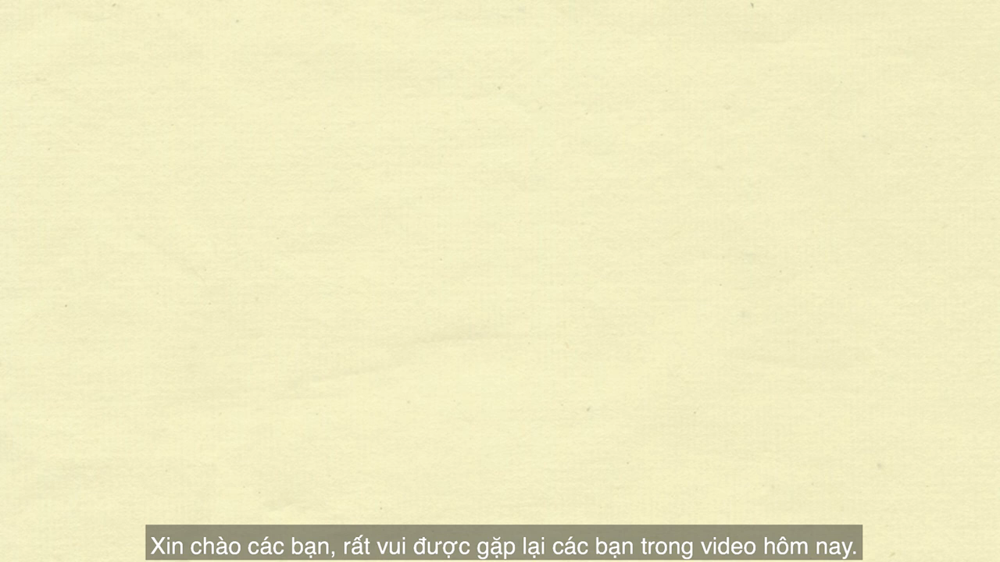 Xin chào các bạn, rất vui được gặp lại các bạn trong video hôm nay.